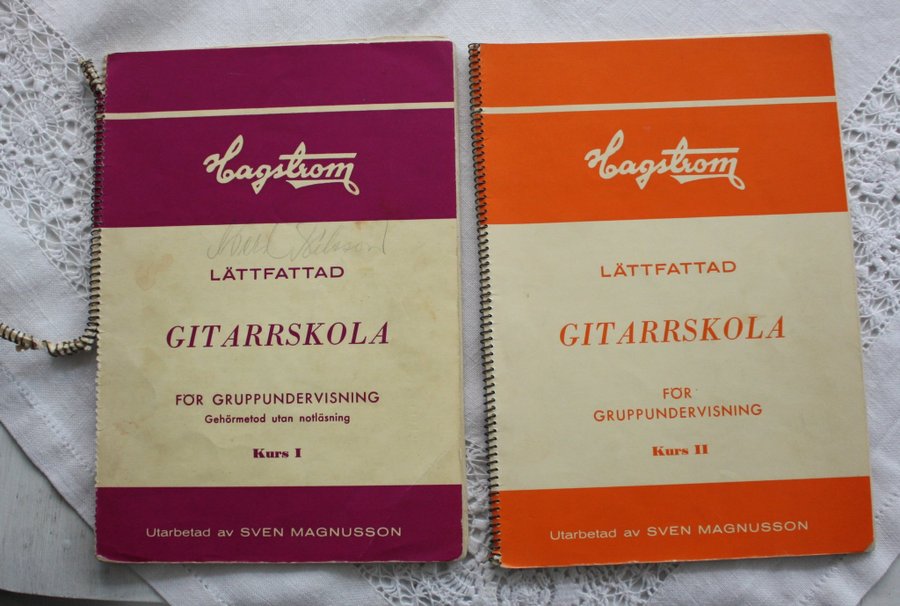 Hagstrom
LÄTTFATTAD
GITARRSKOLA
FÖR GRUPPUNDERVISNING
Gehörmetod utan notläsning
Kurs I
Utarbetad av SVEN MAGNUSSON
Hagstrom
LÄTTFATTAD
GITARRSKOLA
FÖR
GRUPPUNDERVISNING
Kurs II
Utarbetad av SVEN MAGNUSSON